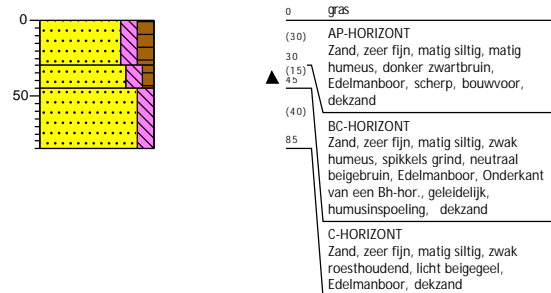 0
50
0
gras
(30)
AP-HORIZONT
Zand, zeer fijn, matig siltig, matig
humeus, donker zwartbruin,
Edelmanboor, scherp, bouwvoor,
dekzand
30
(15)
45
BC-HORIZONT
Zand, zeer fijn, matig siltig, zwak
humeus, spikkels grind, neutraal
beigebruin, Edelmanboor, Onderkant
van een Bh-hor., geleidelijk,
humusinspoeling, dekzand
(40)
85
C-HORIZONT
Zand, zeer fijn, matig siltig, zwak
roesthoudend, licht beigegeel,
Edelmanboor, dekzand